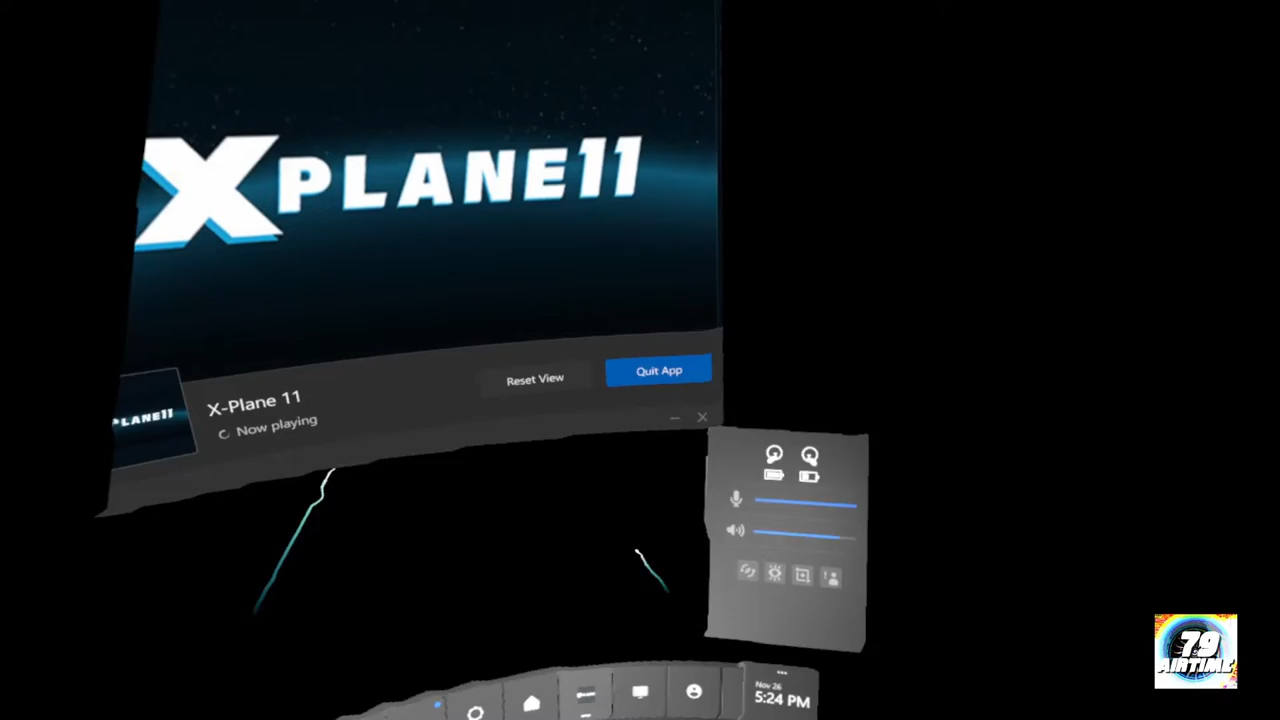 XPLANE11
Reset View
Quit App
PLANE11
X-Plane 11
Now playing
Nov 26
5:24 PM
79
AIRTIME